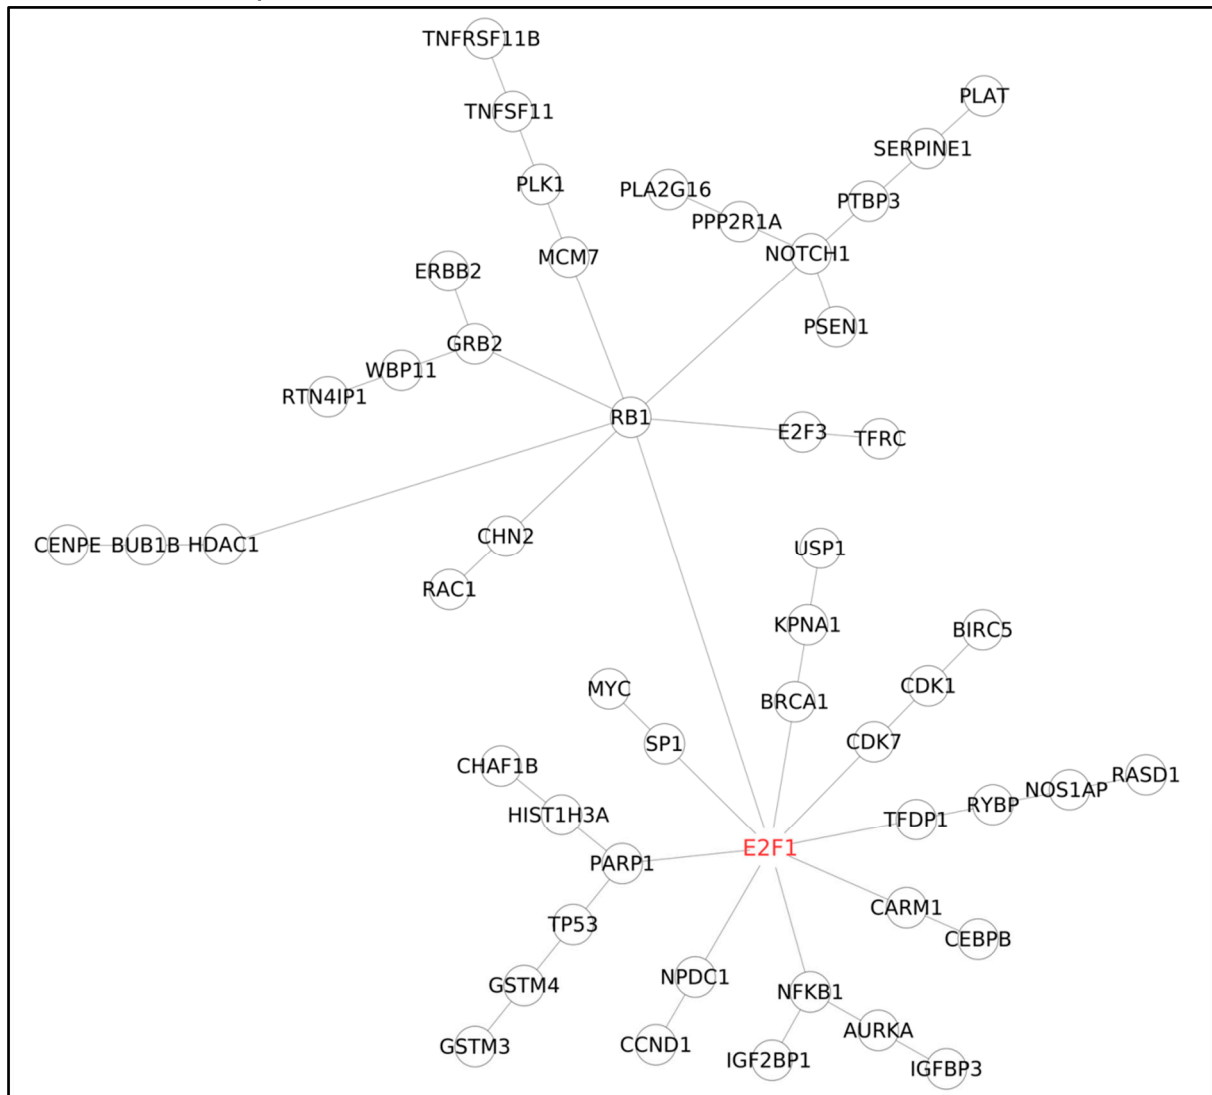 TNFRSF11B
PLAT
TNFSF11
SERPINE1
PLK1
PLA2G16
PTBP3
PPP2R1A
NOTCH1
MCM7
ERBB2
PSEN1
GRB2
WBP11
RTN4IP1
RB1
E2F3
TFRC
CHN2
CENPE
BUB1B
HDAC1
USP1
RAC1
KPNA1
BIRC5
MYC
CDK1
BRCA1
SP1
CDK7
CHAF1B
RASD1
NOS1AP
RYBP
HIST1H3A
TFDP1
E2F1
PARP1
CARM1
TP53
CEBPB
NPDC1
GSTM4
NFKB1
AURKA
GSTM3
CCND1
IGF2BP1
IGFBP3